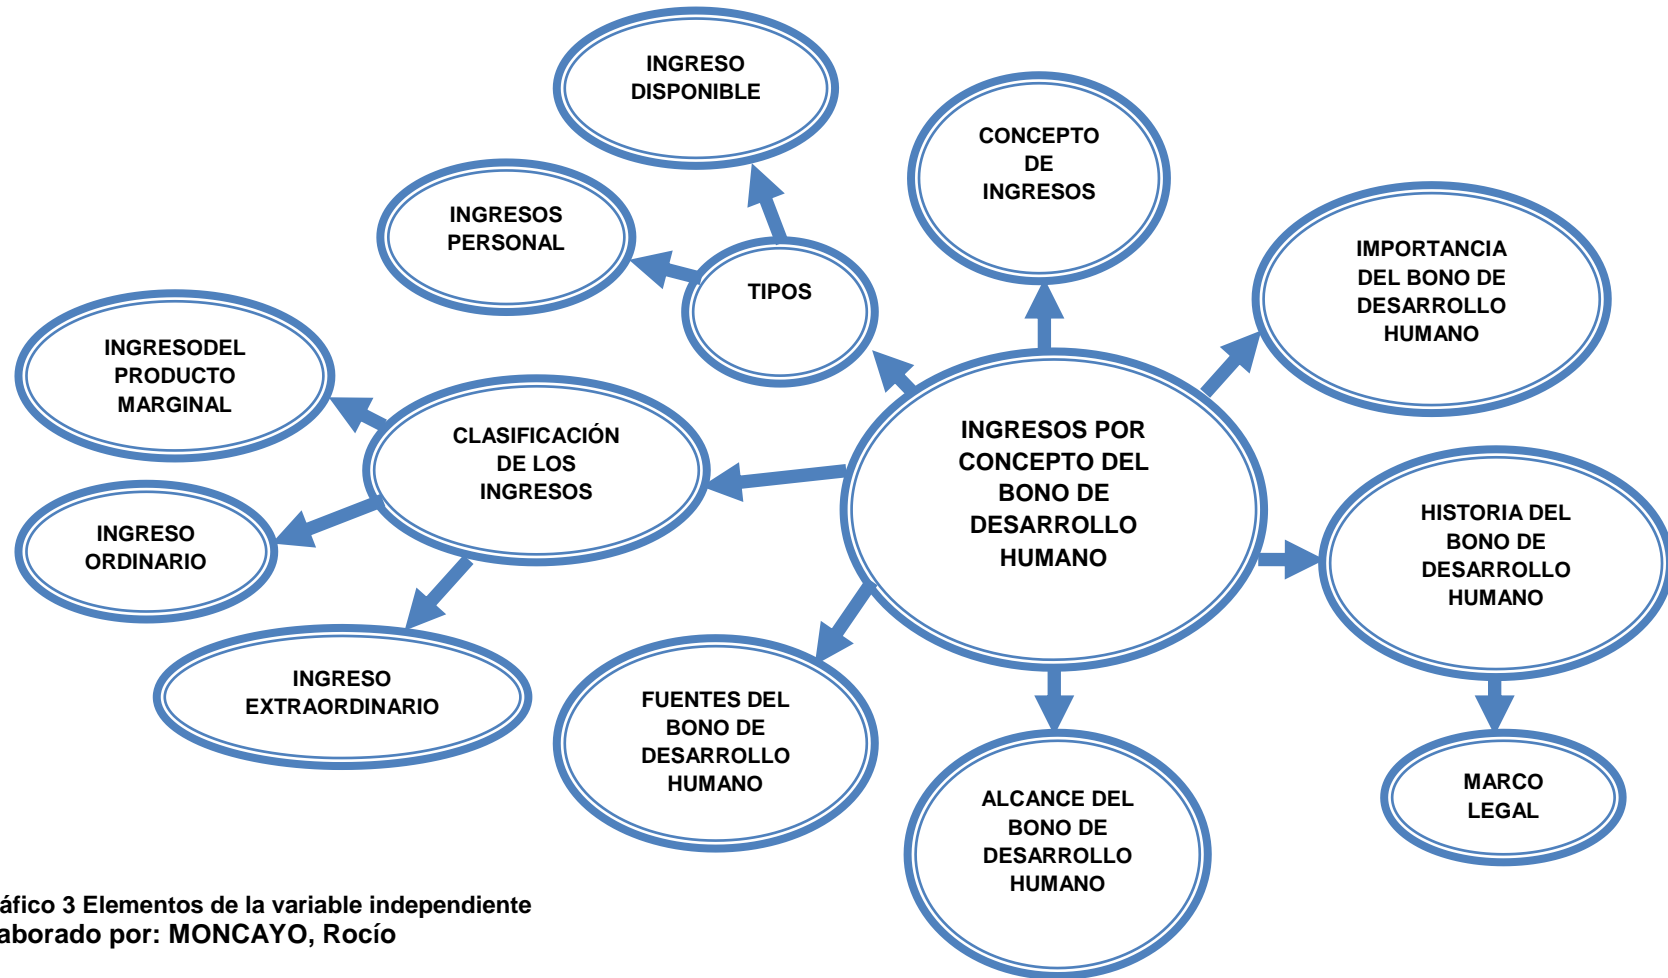 INGRESO
DISPONIBLE
CONCEPTO
DE
INGRESOS
INGRESOS
PERSONAL
IMPORTANCIA
DEL BONO DE
DESARROLLO
HUMANO
TIPOS
INGRESODEL
PRODUCTO
MARGINAL
CLASIFICACIÓN
DE LOS
INGRESOS
INGRESOS POR
CONCEPTO DEL
BONO DE
DESARROLLO
HUMANO
HISTORIA DEL
BONO DE
DESARROLLO
HUMANO
INGRESO
ORDINARIO
INGRESO
EXTRAORDINARIO
FUENTES DEL
BONO DE
DESARROLLO
HUMANO
ALCANCE DEL
BONO DE
DESARROLLO
HUMANO
MARCO
LEGAL
áfico 3 Elementos de la variable independiente
aborado por: MONCAYO, Rocío